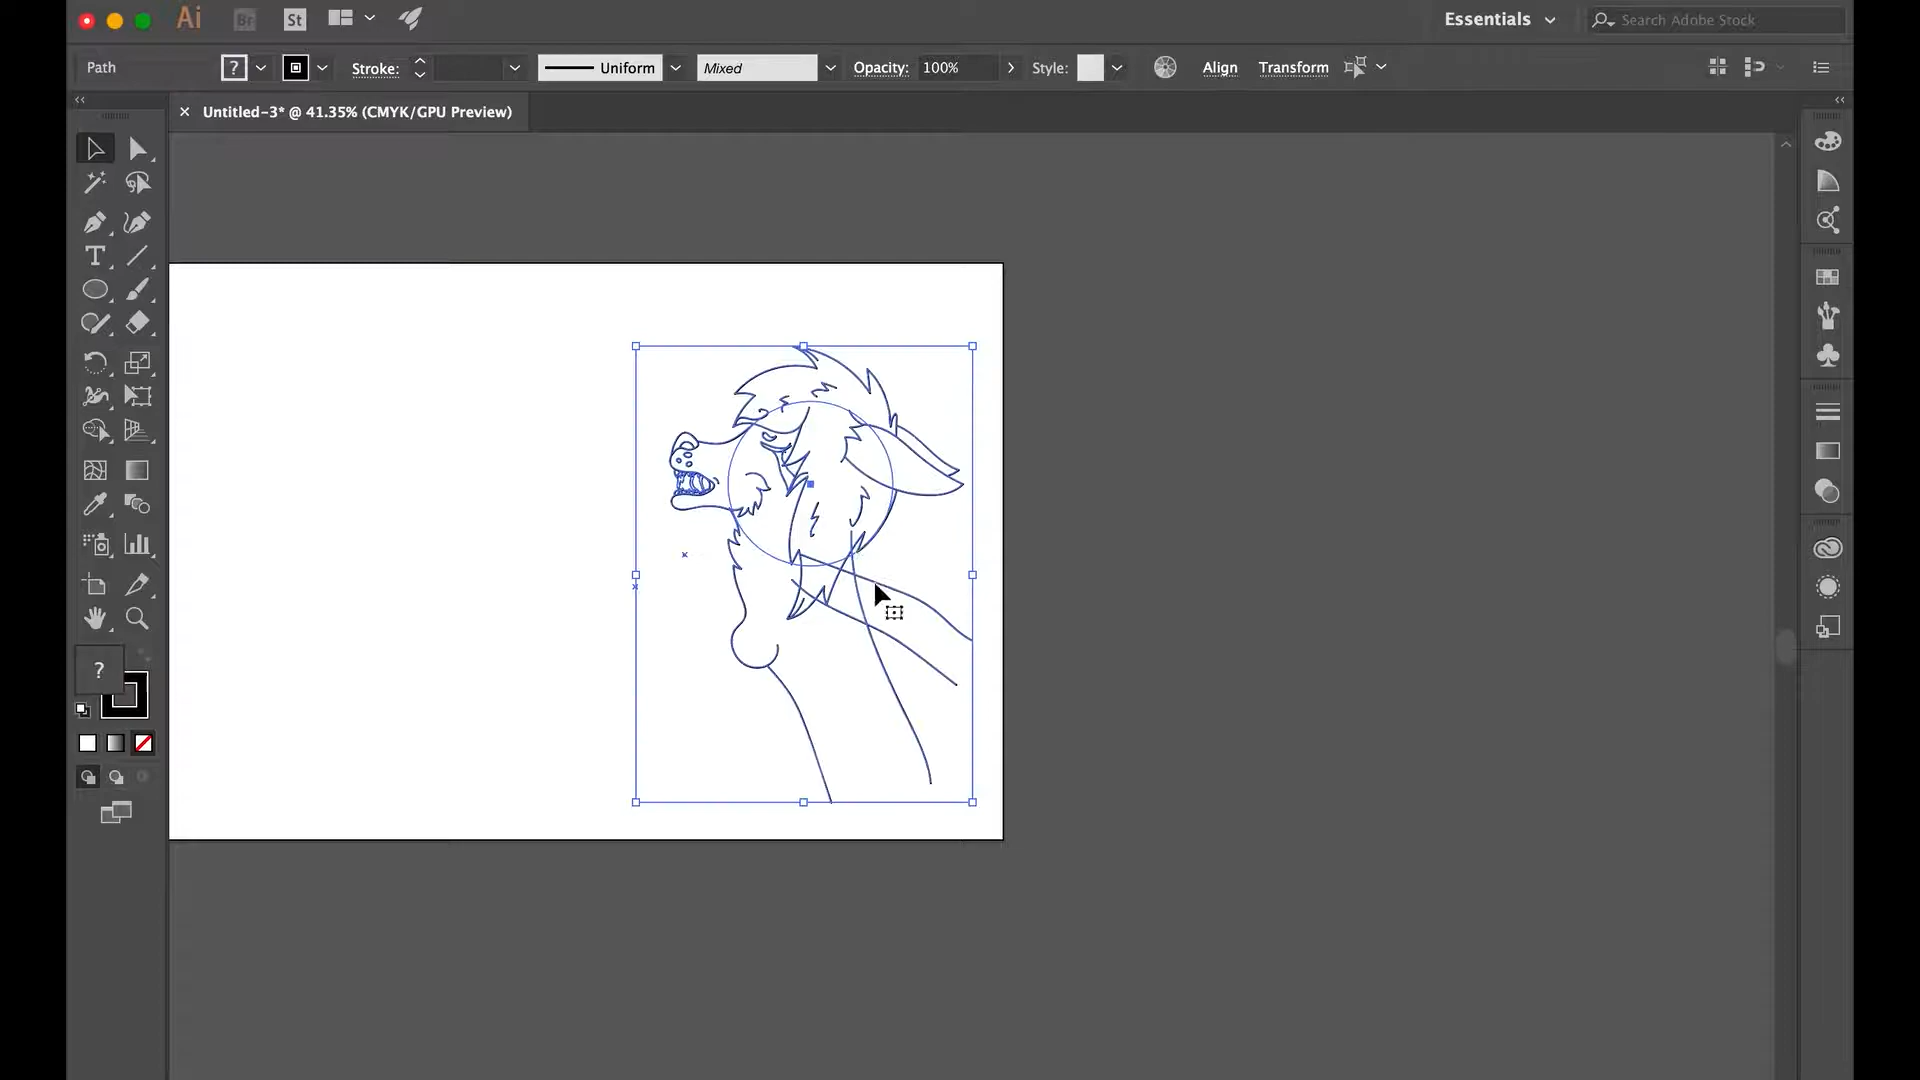 Ai
Br
St
Essentials
Search Adobe Stock
Path
?
Stroke:
Uniform
Mixed
Opacity:
100%
Style:
Align
Transform
Untitled-3* @ 41.35% (CMYK/GPU Preview)
T
?